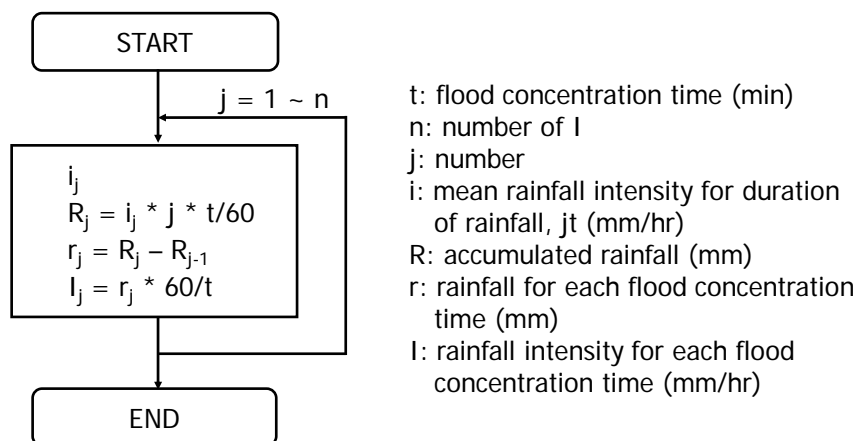 START
j = 1 ~ n
i_j
R_j = i_j * j * t/60
r_j = R_j – R_{j-1}
I_j = r_j * 60/t
END
t: flood concentration time (min)
n: number of I
j: number
i: mean rainfall intensity for duration
of rainfall, jt (mm/hr)
R: accumulated rainfall (mm)
r: rainfall for each flood concentration
time (mm)
I: rainfall intensity for each flood
concentration time (mm/hr)